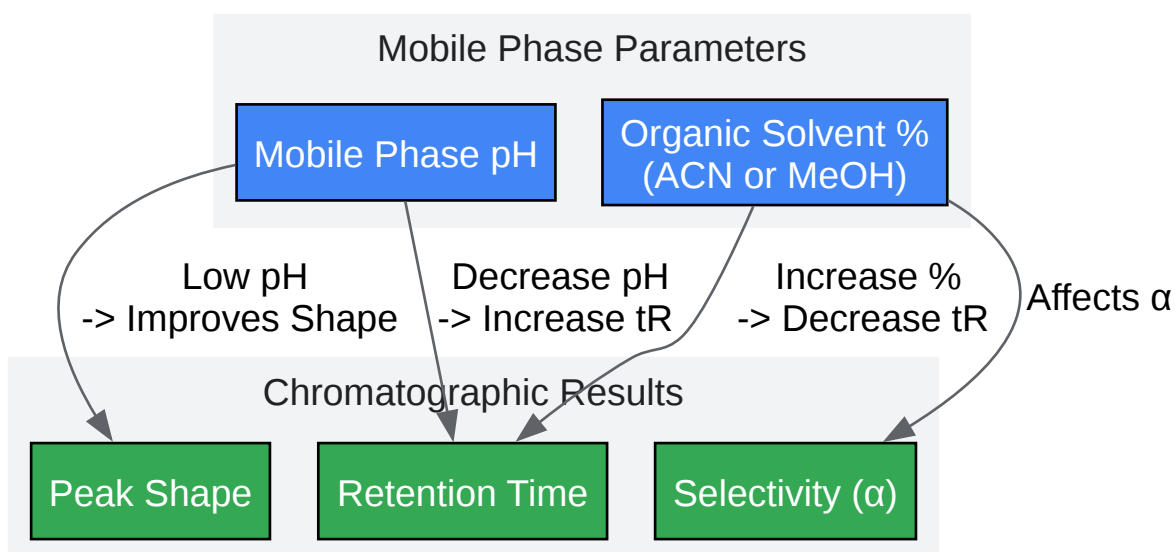 Mobile Phase Parameters
Mobile Phase pH
Organic Solvent %
(ACN or MeOH)
Low pH
-> Improves Shape
Decrease pH
-> Increase tR
Increase %
-> Decrease tR
Affects α
Chromatographic Results
Peak Shape
Retention Time
Selectivity (α)